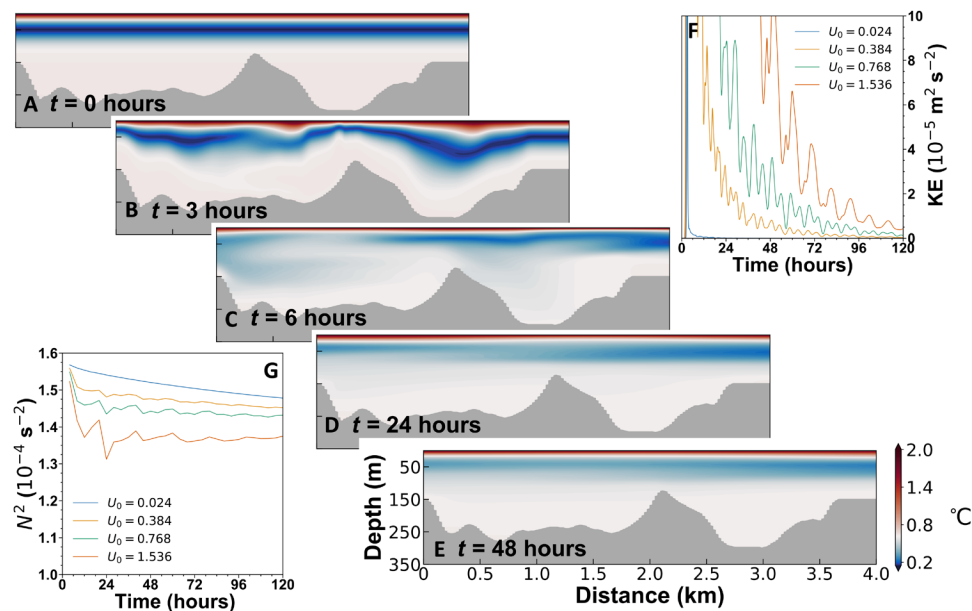 A t = 0 hours
B t = 3 hours
C t = 6 hours
D t = 24 hours
E t = 48 hours
Depth (m)
50
150
250
350
0
0.5
1.0
1.5
2.0
2.5
3.0
3.5
4.0
Distance (km)
2.0
0.8
0.2
°C
F
U₀ = 0.024
U₀ = 0.384
U₀ = 0.768
U₀ = 1.536
10
8
6
4
2
0
KE (10⁻⁵ m² s⁻²)
0
24
48
72
96
120
Time (hours)
G
1.6
1.5
1.4
1.3
1.2
1.1
1.0
N² (10⁻⁴ s⁻²)
U₀ = 0.024
U₀ = 0.384
U₀ = 0.768
U₀ = 1.536
0
24
48
72
96
120
Time (hours)